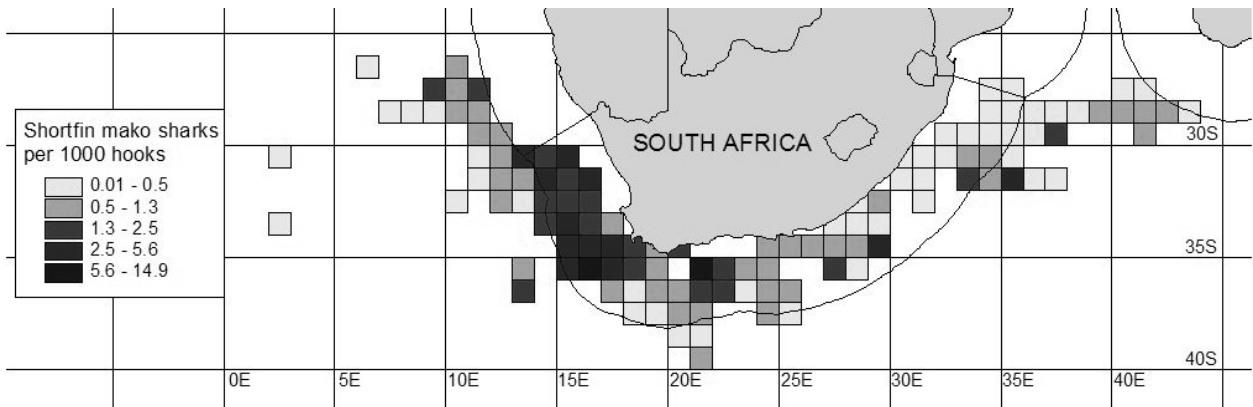 Shortfin mako sharks
per 1000 hooks
0.01 - 0.5
0.5 - 1.3
1.3 - 2.5
2.5 - 5.6
5.6 - 14.9
SOUTH AFRICA
30S
35S
40S
0E 5E 10E 15E 20E 25E 30E 35E 40E